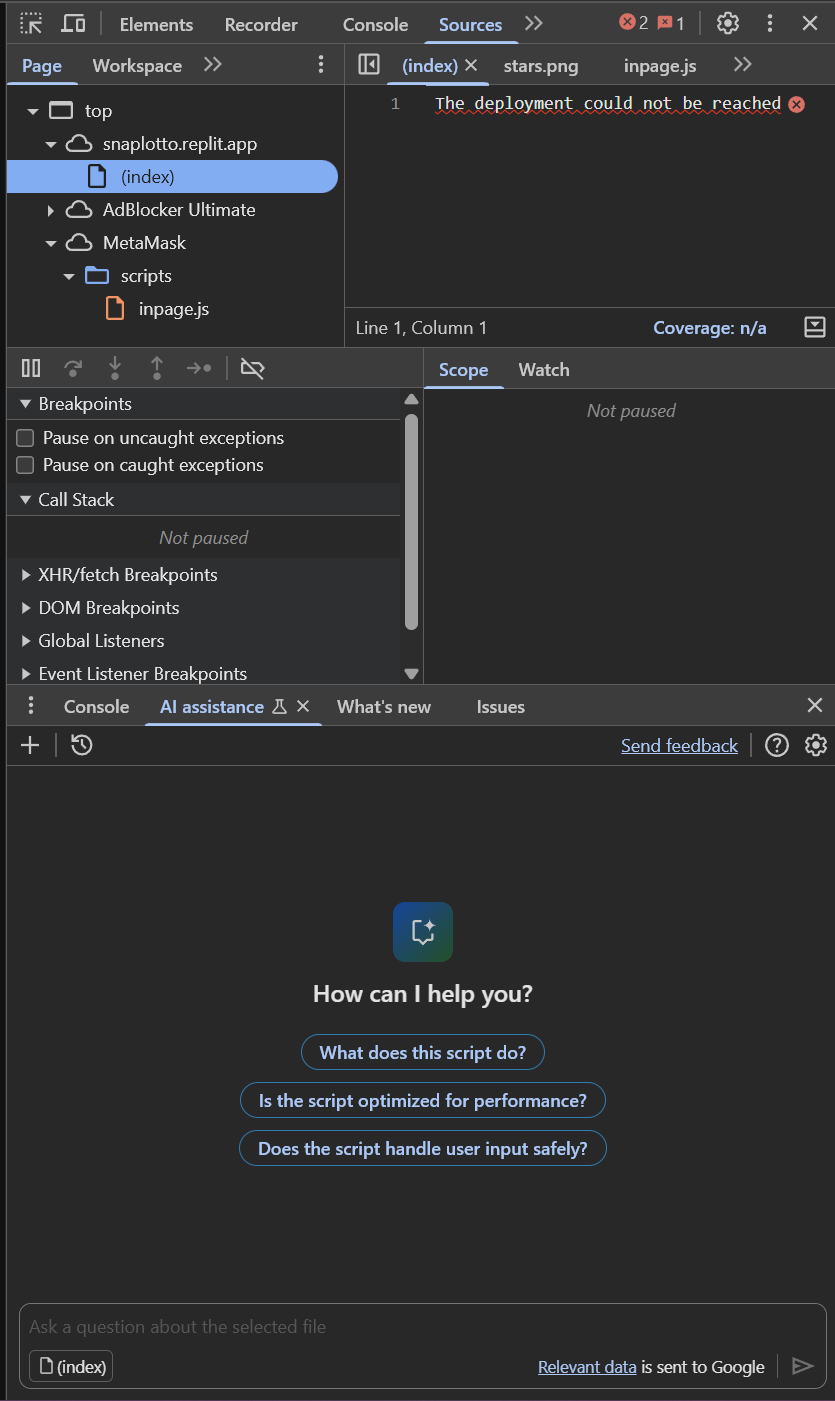 Elements Recorder Console Sources 2 1
Page Workspace (index) stars.png inpage.js
top
snaplotto.replit.app
(index)
AdBlocker Ultimate
MetaMask
scripts
inpage.js
1 The deployment could not be reached
Line 1, Column 1 Coverage: n/a
Breakpoints
Pause on uncaught exceptions
Pause on caught exceptions
Call Stack
Not paused
XHR/fetch Breakpoints
DOM Breakpoints
Global Listeners
Event Listener Breakpoints
Scope Watch
Not paused
Console AI assistance What's new Issues
Send feedback
How can I help you?
What does this script do?
Is the script optimized for performance?
Does the script handle user input safely?
Ask a question about the selected file
(index) Relevant data is sent to Google